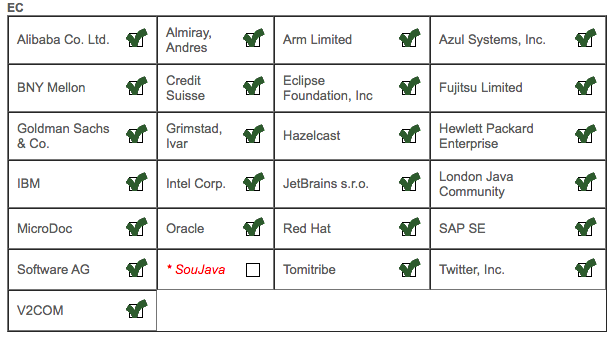 EC
Alibaba Co. Ltd.
Almiray,
Andres
Arm Limited
Azul Systems, Inc.
BNY Mellon
Credit
Suisse
Eclipse
Foundation, Inc
Fujitsu Limited
Goldman Sachs
& Co.
Grimstad,
Ivar
Hazelcast
Hewlett Packard
Enterprise
IBM
Intel Corp.
JetBrains s.r.o.
London Java
Community
MicroDoc
Oracle
Red Hat
SAP SE
Software AG
* SouJava
Tomitribe
Twitter, Inc.
V2COM